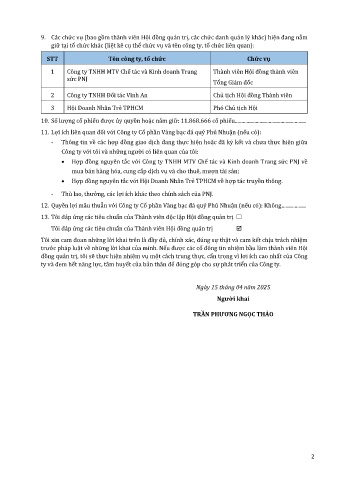 9. Các chức vụ (bao gồm thành viên Hội đồng quản trị, các chức danh quản lý khác) hiện đang nắm
giữ tại tổ chức khác (liệt kê cụ thể chức vụ và tên công ty, tổ chức liên quan):
STT Tên công ty, tổ chức Chức vụ
1 Công ty TNHH MTV Chế tác và Kinh doanh Trang Thành viên Hội đồng thành viên
sức PNJ Tổng Giám đốc
2 Công ty TNHH Đối tác Vĩnh An Chủ tịch Hội đồng Thành viên
3 Hội Doanh Nhân Trẻ TPHCM Phó Chủ tịch Hội
10. Số lượng cổ phiếu được ủy quyền hoặc nắm giữ: 11.868.666 cổ phiếu
11. Lợi ích liên quan đối với Công ty Cổ phần Vàng bạc đá quý Phú Nhuận (nếu có):
- Thông tin về các hợp đồng giao dịch đang thực hiện hoặc đã ký kết và chưa thực hiện giữa
Công ty với tôi và những người có liên quan của tôi:
• Hợp đồng nguyên tắc với Công ty TNHH MTV Chế tác và Kinh doanh Trang sức PNJ về
mua bán hàng hóa, cung cấp dịch vụ và cho thuê, mượn tài sản;
• Hợp đồng nguyên tắc với Hội Doanh Nhân Trẻ TPHCM về hợp tác truyền thông.
- Thù lao, thưởng, các lợi ích khác theo chính sách của PNJ.
12. Quyền lợi mâu thuẫn với Công ty Cổ phần Vàng bạc đá quý Phú Nhuận (nếu có): Không
13. Tôi đáp ứng các tiêu chuẩn của Thành viên độc lập Hội đồng quản trị ☐
Tôi đáp ứng các tiêu chuẩn của Thành viên Hội đồng quản trị ☑
Tôi xin cam đoan những lời khai trên là đầy đủ, chính xác, đúng sự thật và cam kết chịu trách nhiệm
trước pháp luật về những lời khai của mình. Nếu được các cổ đông tín nhiệm bầu làm thành viên Hội
đồng quản trị, tôi sẽ thực hiện nhiệm vụ một cách trung thực, cẩn trọng vì lợi ích cao nhất của Công
ty và đem hết năng lực, tâm huyết của bản thân để đóng góp cho sự phát triển của Công ty.
Ngày 15 tháng 04 năm 2025
Người khai
TRẦN PHƯƠNG NGỌC THẢO
2